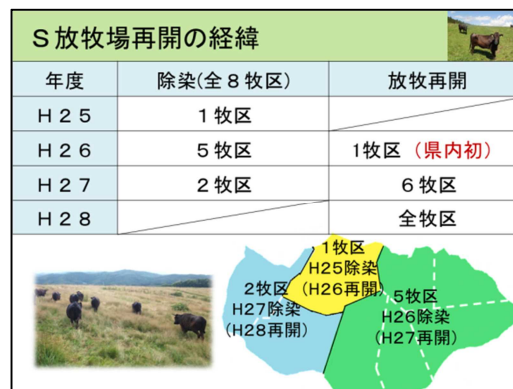 S放牧場再開の経緯
年度 除染(全8牧区) 放牧再開
H25 1牧区
H26 5牧区 1牧区(県内初)
H27 2牧区 6牧区
H28 全牧区
1牧区
H25除染
(H26再開)
2牧区
H27除染
(H28再開)
5牧区
H26除染
(H27再開)